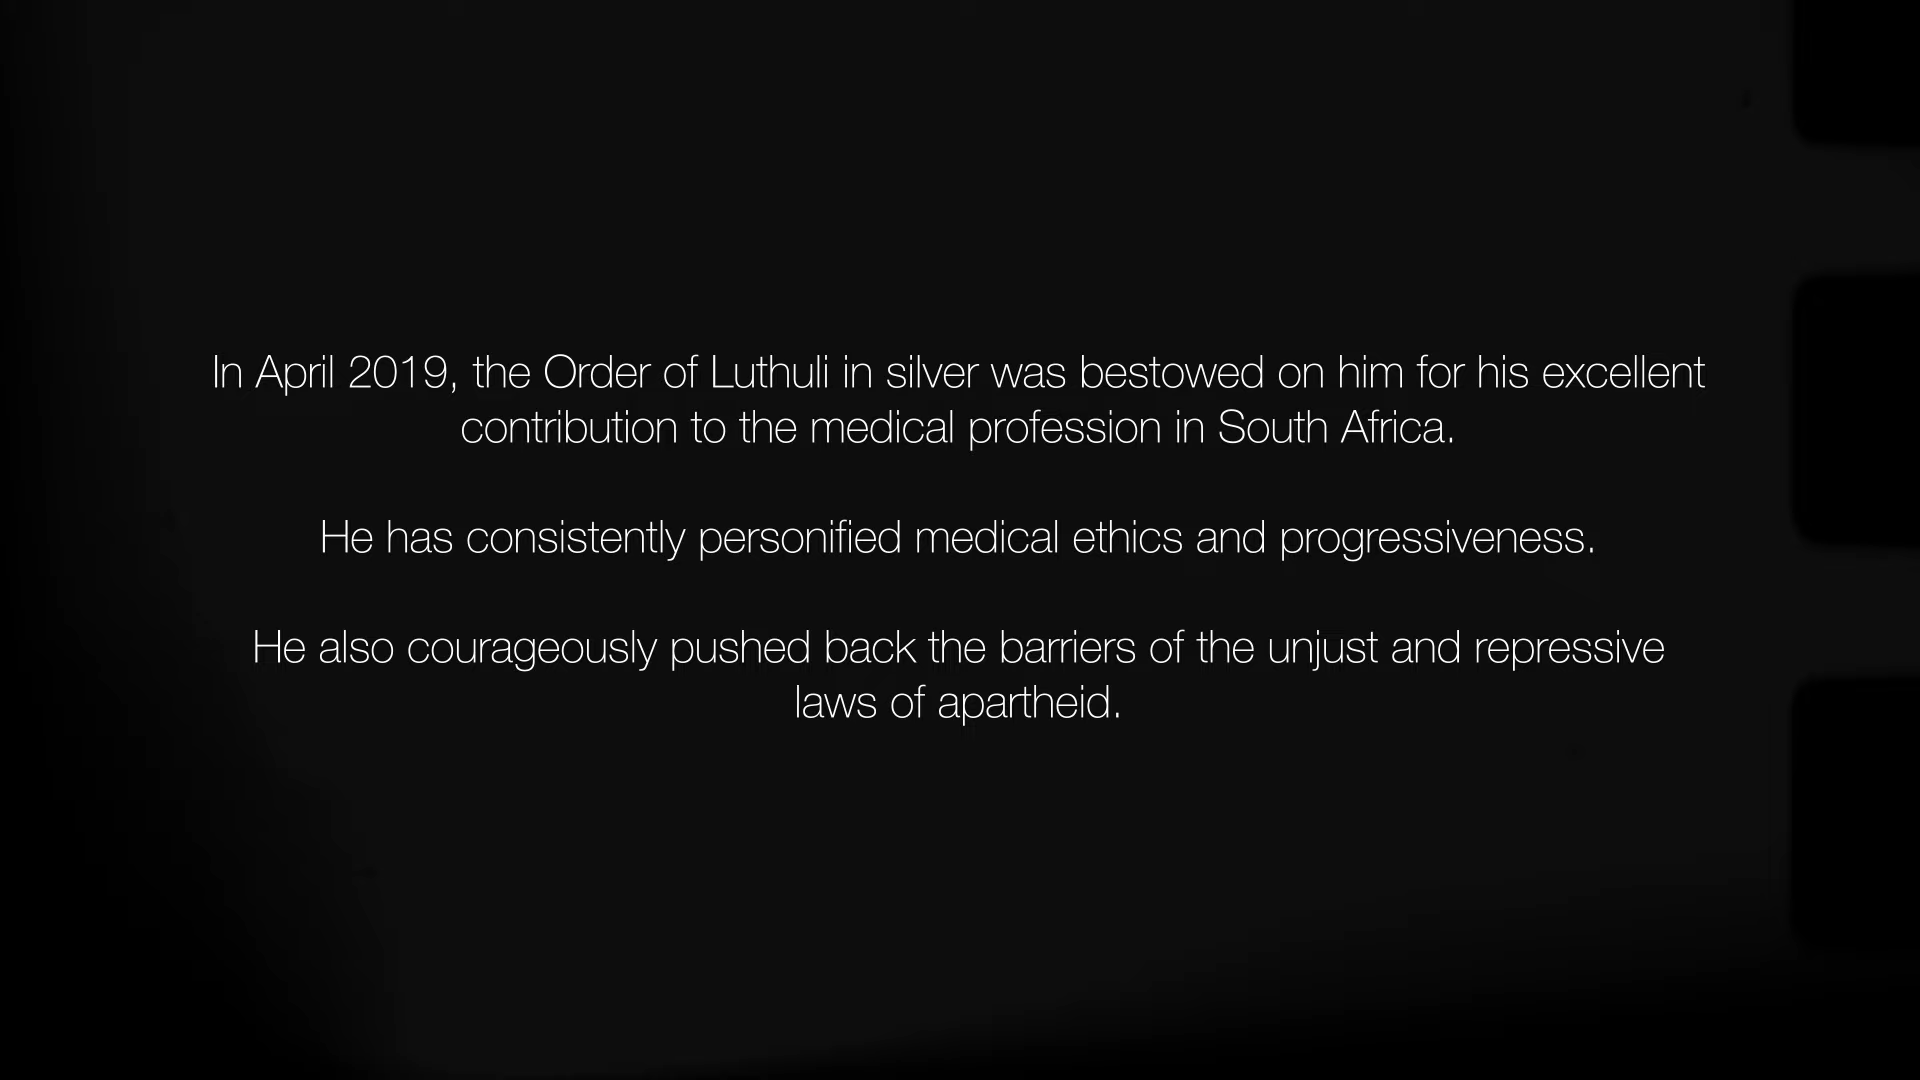 In April 2019, the Order of Luthuli in silver was bestowed on him for his excellent
contribution to the medical profession in South Africa.
He has consistently personified medical ethics and progressiveness.
He also courageously pushed back the barriers of the unjust and repressive
laws of apartheid.